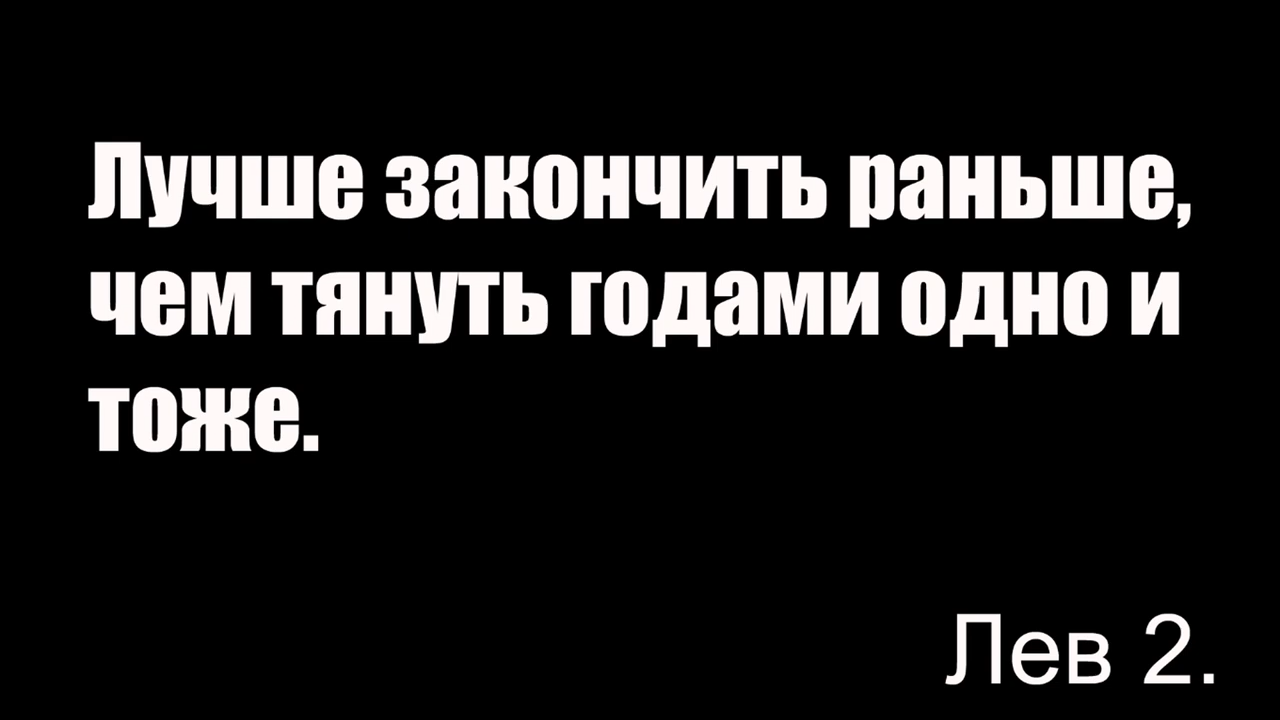 Лучше закончить раньше,
чем тянуть годами одно и
тоже.
Лев 2.